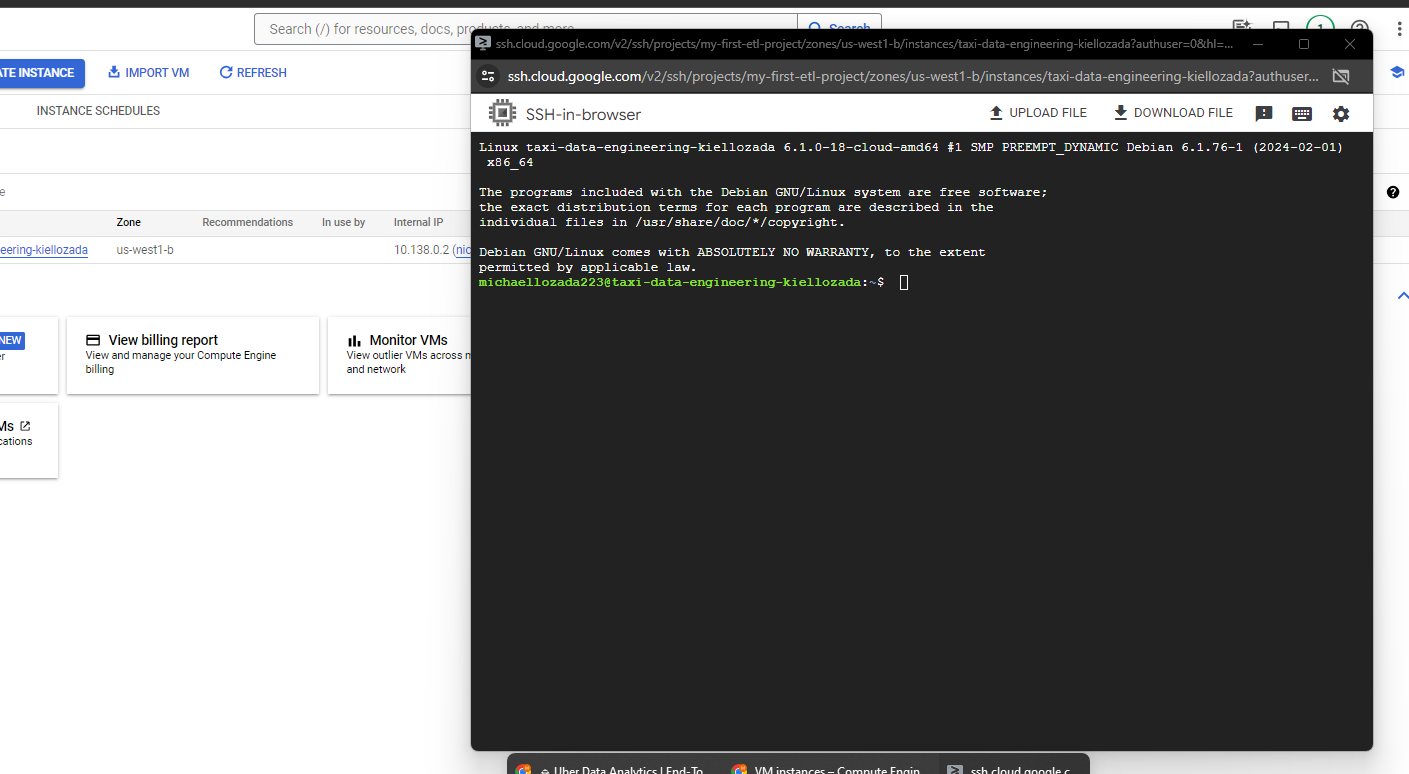 Search (/) for resources, docs, products, and more
Search
ssh.cloud.google.com/v2/ssh/projects/my-first-etl-project/zones/us-west1-b/instances/taxi-data-engineering-kiellozada?authuser=0&hl=...
ATE INSTANCE
IMPORT VM
REFRESH
ssh.cloud.google.com/v2/ssh/projects/my-first-etl-project/zones/us-west1-b/instances/taxi-data-engineering-kiellozada?authuser...
INSTANCE SCHEDULES
SSH-in-browser
UPLOAD FILE
DOWNLOAD FILE
Linux taxi-data-engineering-kiellozada 6.1.0-18-cloud-amd64 #1 SMP PREEMPT_DYNAMIC Debian 6.1.76-1 (2024-02-01)
x86_64
The programs included with the Debian GNU/Linux system are free software;
the exact distribution terms for each program are described in the
individual files in /usr/share/doc/*/copyright.
Debian GNU/Linux comes with ABSOLUTELY NO WARRANTY, to the extent
permitted by applicable law.
michaellozada223@taxi-data-engineering-kiellozada:~$
Zone
Recommendations
In use by
Internal IP
eering-kiellozada
us-west1-b
10.138.0.2 (nic
NEW
er
View billing report
View and manage your Compute Engine
billing
Monitor VMs
View outlier VMs across
and network
Ms
cations
Uber Data Analytics | End-To
VM instances – Compute Engin
ssh.cloud.google.c